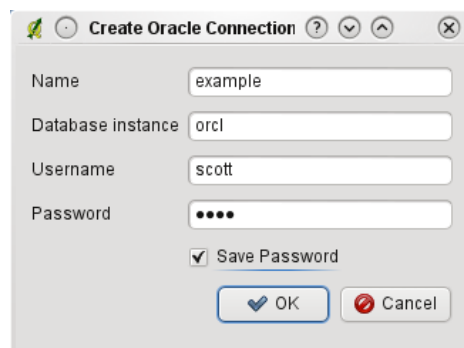 Create Oracle Connection
Name example
Database instance orcl
Username scott
Password ••••
Save Password
OK Cancel